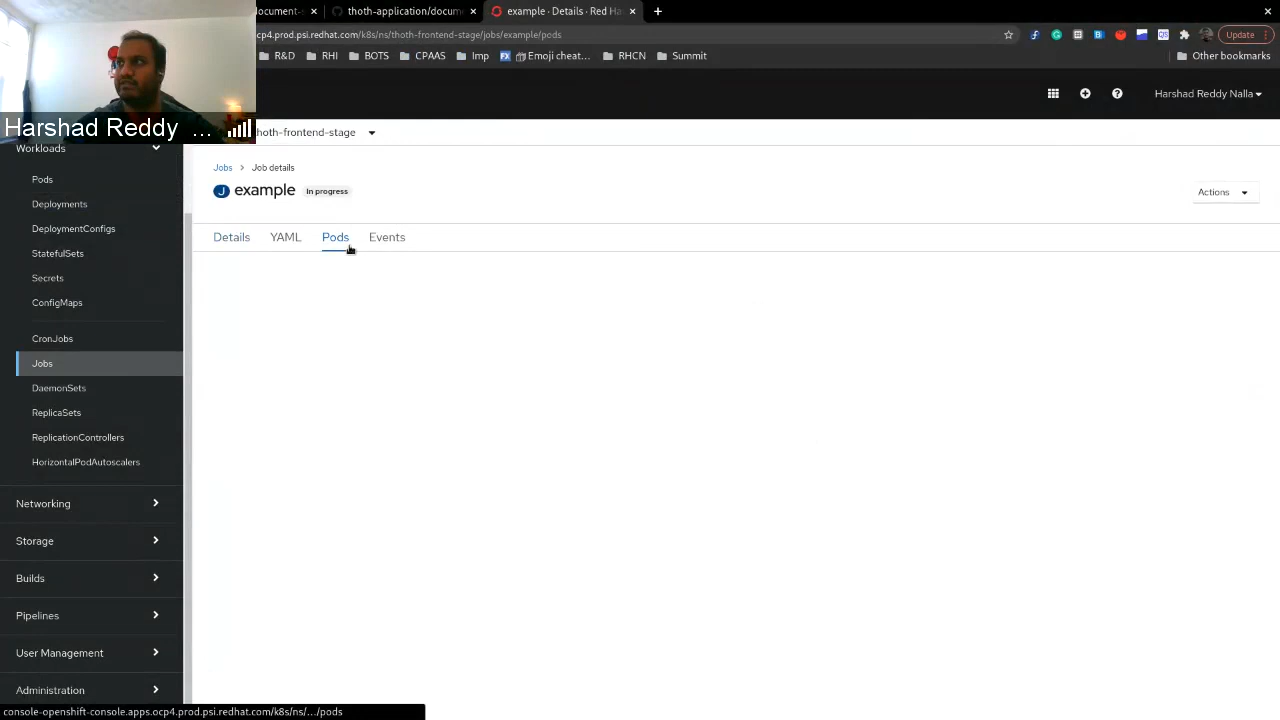 document-s
thoth-application/docum
example · Details · Red Ha
ocp4.prod.psi.redhat.com/k8s/ns/thoth-frontend-stage/jobs/example/pods
Update
R&D
RHI
BOTS
CPAAS
Imp
FX
Emoji cheat...
RHCN
Summit
Other bookmarks
Harshad Reddy Nalla
Harshad Reddy ...
thoth-frontend-stage
Workloads
Pods
Deployments
DeploymentConfigs
StatefulSets
Secrets
ConfigMaps
CronJobs
Jobs
DaemonSets
ReplicaSets
ReplicationControllers
HorizontalPodAutoscalers
Networking
Storage
Builds
Pipelines
User Management
Administration
Jobs > Job details
J example In progress
Actions
Details YAML Pods Events
console-openshift-console.apps.ocp4.prod.psi.redhat.com/k8s/ns/.../pods